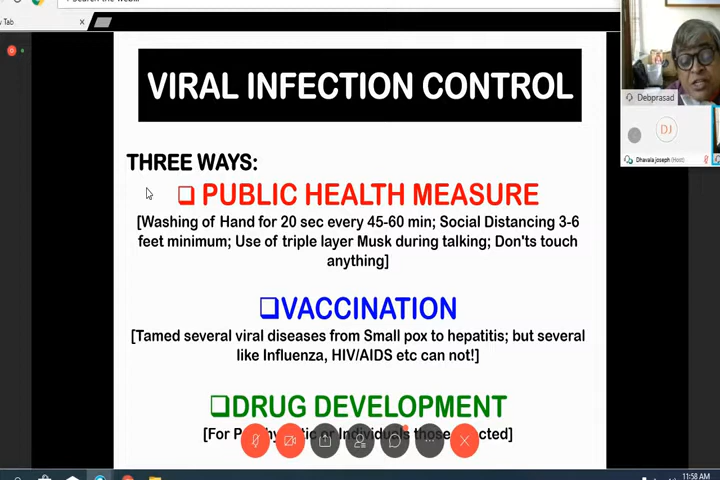 VIRAL INFECTION CONTROL
Debprasad
DJ
Dhavala joseph (Host)
THREE WAYS:
PUBLIC HEALTH MEASURE
[Washing of Hand for 20 sec every 45-60 min; Social Distancing 3-6
feet minimum; Use of triple layer Musk during talking; Don'ts touch
anything]
VACCINATION
[Tamed several viral diseases from Small pox to hepatitis; but several
like Influenza, HIV/AIDS etc can not!]
DRUG DEVELOPMENT
[For or Individuals those
11:58 AM